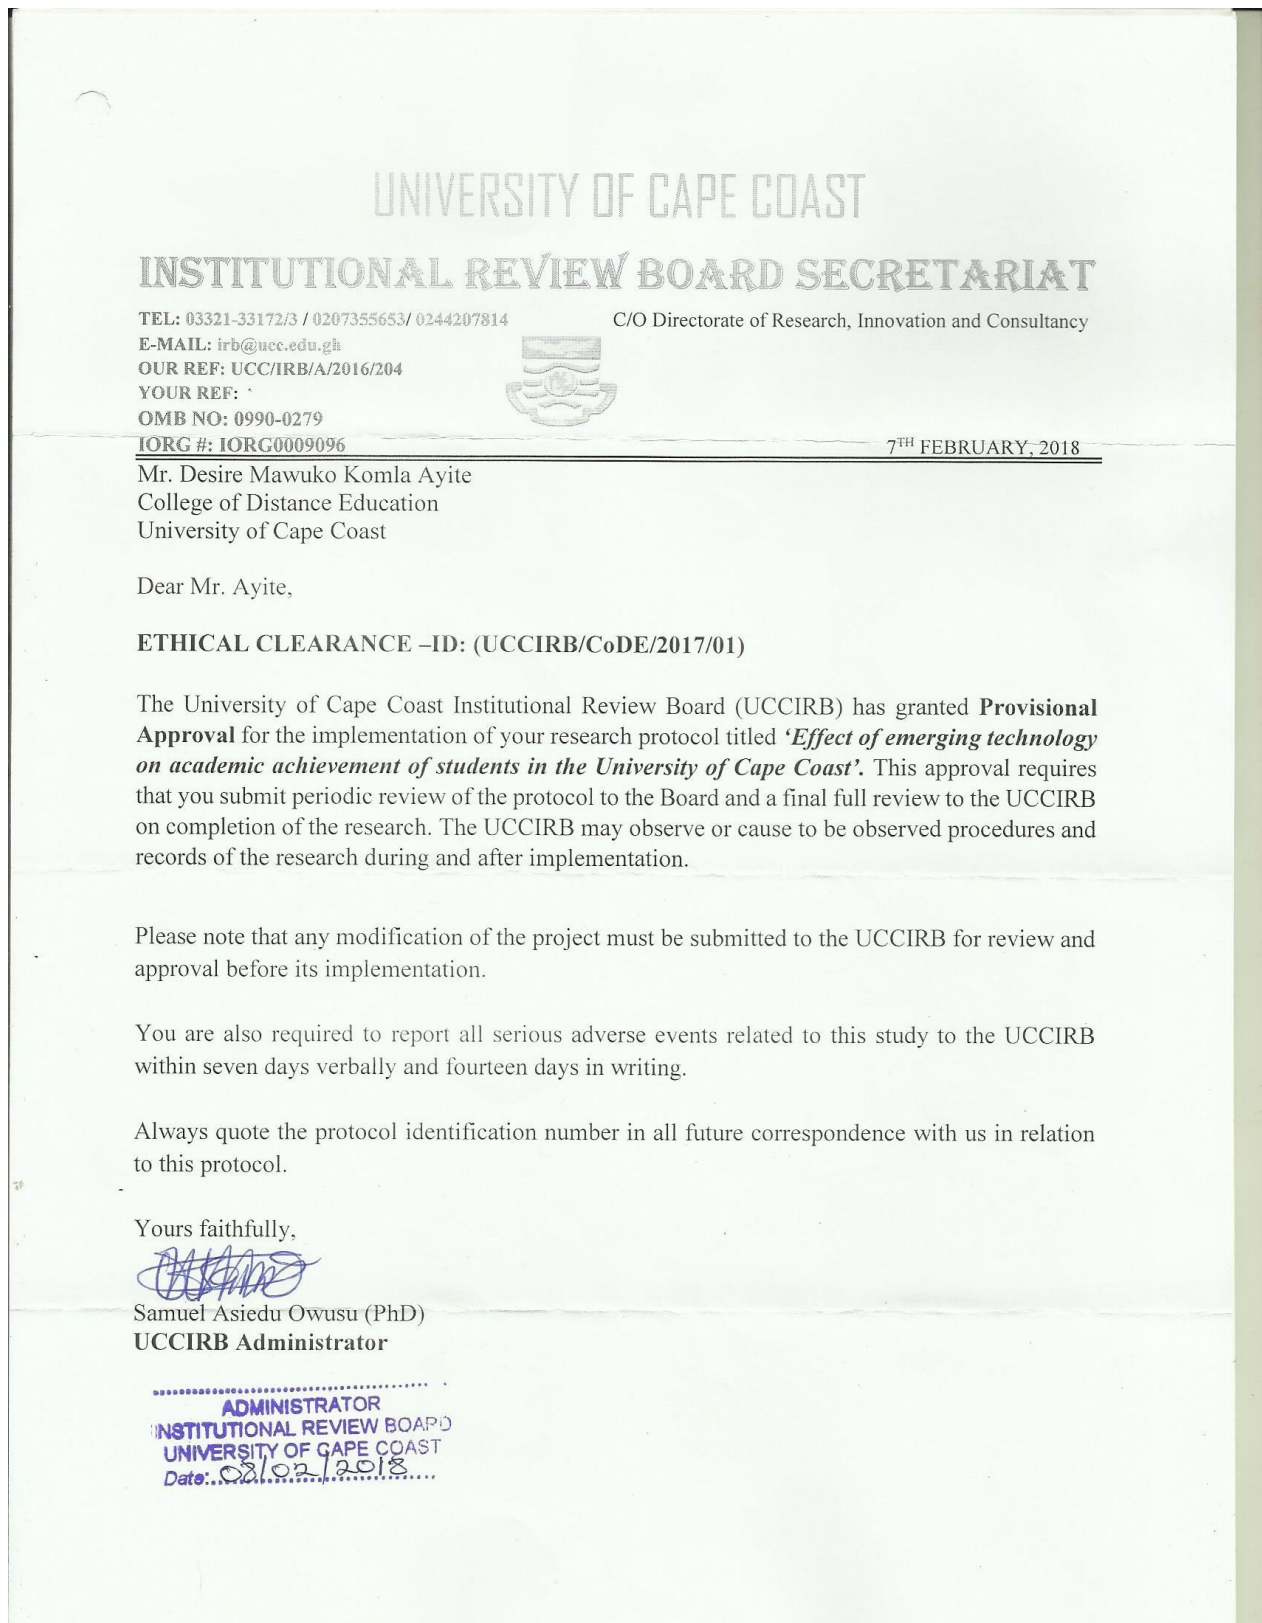 UNIVERSITY OF CAPE COAST
INSTITUTIONAL REVIEW BOARD SECRETARIAT
TEL: 03321-33172/3 / 0207355653/ 0244207814
C/O Directorate of Research, Innovation and Consultancy
E-MAIL: irb@ucc.edu.gh
OUR REF: UCC/IRB/A/2016/204
YOUR REF:
OMB NO: 0990-0279
IORG #: IORG0009096
7TH FEBRUARY, 2018
Mr. Desire Mawuko Komla Ayite
College of Distance Education
University of Cape Coast
Dear Mr. Ayite,
ETHICAL CLEARANCE –ID: (UCCIRB/CoDE/2017/01)
The University of Cape Coast Institutional Review Board (UCCIRB) has granted Provisional
Approval for the implementation of your research protocol titled ‘Effect of emerging technology
on academic achievement of students in the University of Cape Coast’. This approval requires
that you submit periodic review of the protocol to the Board and a final full review to the UCCIRB
on completion of the research. The UCCIRB may observe or cause to be observed procedures and
records of the research during and after implementation.
Please note that any modification of the project must be submitted to the UCCIRB for review and
approval before its implementation.
You are also required to report all serious adverse events related to this study to the UCCIRB
within seven days verbally and fourteen days in writing.
Always quote the protocol identification number in all future correspondence with us in relation
to this protocol.
Yours faithfully,
Samuel Asiedu Owusu (PhD)
UCCIRB Administrator
ADMINISTRATOR
INSTITUTIONAL REVIEW BOARD
UNIVERSITY OF CAPE COAST
Date: 08/02/2018